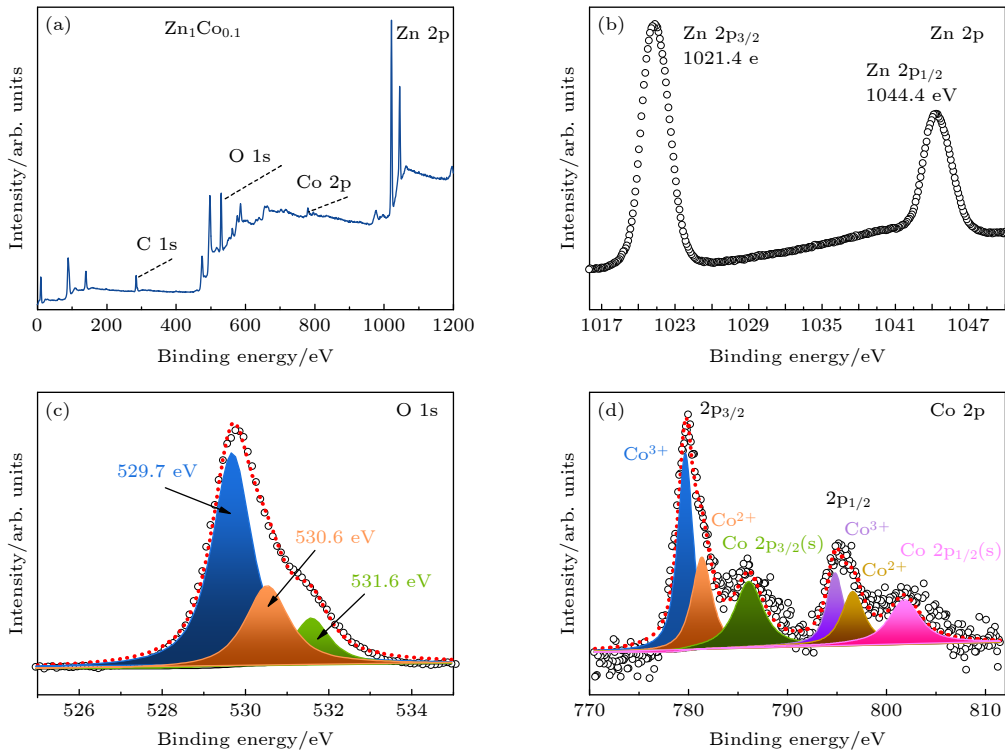 (a)
Zn₁Co₀.₁
Zn 2p
O 1s
Co 2p
C 1s
Intensity/arb. units
0 200 400 600 800 1000 1200
Binding energy/eV
(b)
Zn 2p₃/₂
1021.4 e
Zn 2p
Zn 2p₁/₂
1044.4 eV
Intensity/arb. units
1017 1023 1029 1035 1041 1047
Binding energy/eV
(c)
O 1s
529.7 eV
530.6 eV
531.6 eV
Intensity/arb. units
526 528 530 532 534
Binding energy/eV
(d)
2p₃/₂
Co 2p
Co³⁺
2p₁/₂
Co²⁺
Co³⁺
Co 2p₃/₂(s)
Co²⁺
Co 2p₁/₂(s)
Intensity/arb. units
770 780 790 800 810
Binding energy/eV